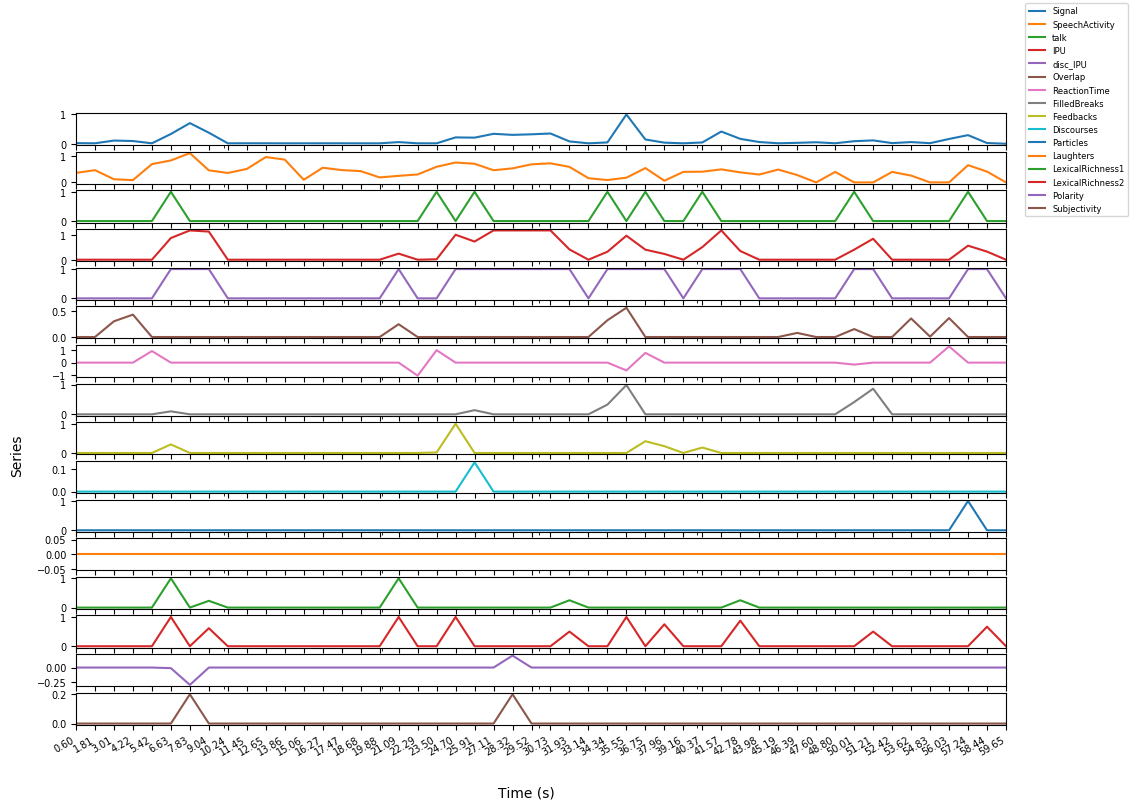 Signal
SpeechActivity
talk
IPU
disc_IPU
Overlap
ReactionTime
FilledBreaks
Feedbacks
Discourses
Particles
Laughters
LexicalRichness1
LexicalRichness2
Polarity
Subjectivity
1
0
1
0
1
0
1
0
1
0
0.5
0.0
1
0
−1
1
0
1
0
0.1
0.0
1
0
0.05
0.00
−0.05
1
0
1
0
0.00
−0.25
0.2
0.0
Series
0.60 1.81 3.01 4.22 5.42 6.63 7.83 9.04 10.24 11.45 12.65 13.86 15.06 16.27 17.47 18.68 19.88 21.09 22.29 23.50 24.70 25.91 27.11 28.32 29.52 30.73 31.93 33.14 34.34 35.55 36.75 37.96 39.16 40.37 41.57 42.78 43.98 45.19 46.39 47.60 48.80 50.01 51.21 52.42 53.62 54.83 56.03 57.24 58.44 59.65
Time (s)